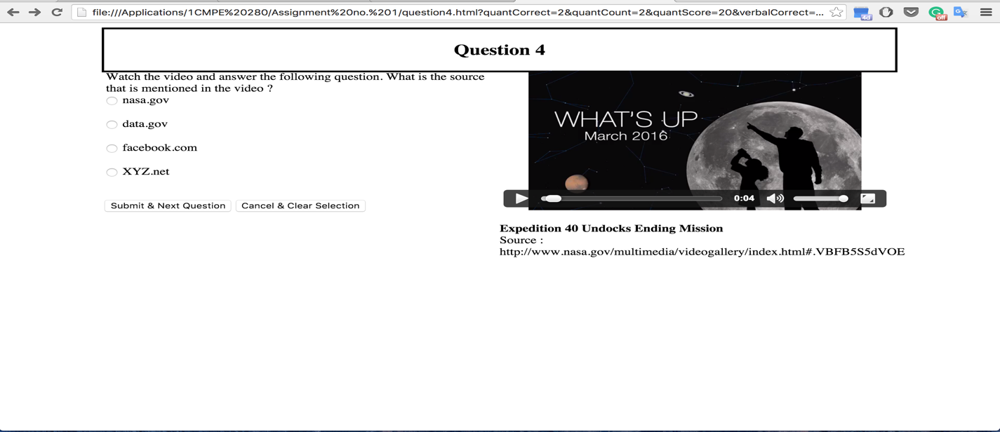 file:///Applications/1CMPE%20280/Assignment%20no.%201/question4.html?quantCorrect=2&quantCount=2&quantScore=20&verbalCorrect=...
4d
off
G
Question 4
Watch the video and answer the following question. What is the source
that is mentioned in the video ?
nasa.gov
data.gov
facebook.com
XYZ.net
Submit & Next Question
Cancel & Clear Selection
WHAT'S UP
March 2016
0:04
Expedition 40 Undocks Ending Mission
Source :
http://www.nasa.gov/multimedia/videogallery/index.html#.VBFB5S5dVOE